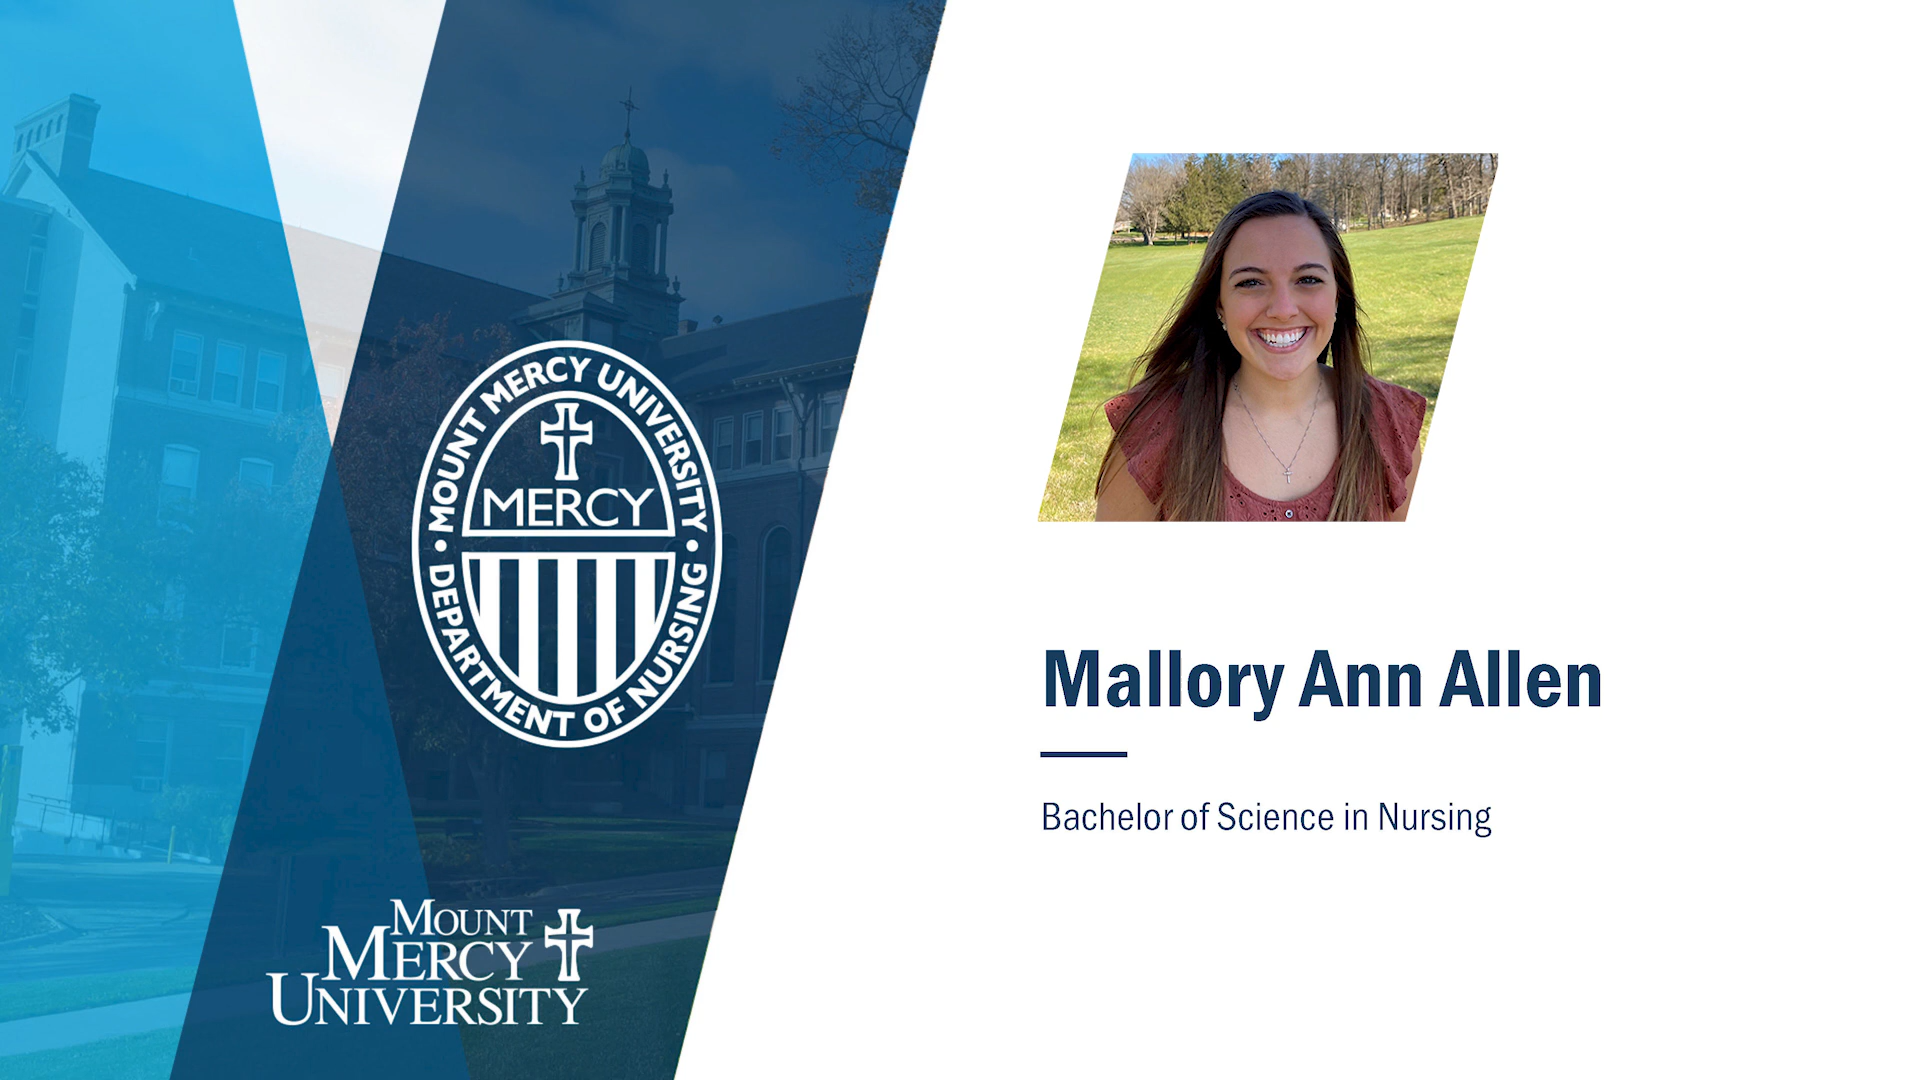 MOUNT MERCY UNIVERSITY
MERCY
DEPARTMENT OF NURSING
MOUNT
MERCY
UNIVERSITY
Mallory Ann Allen
Bachelor of Science in Nursing